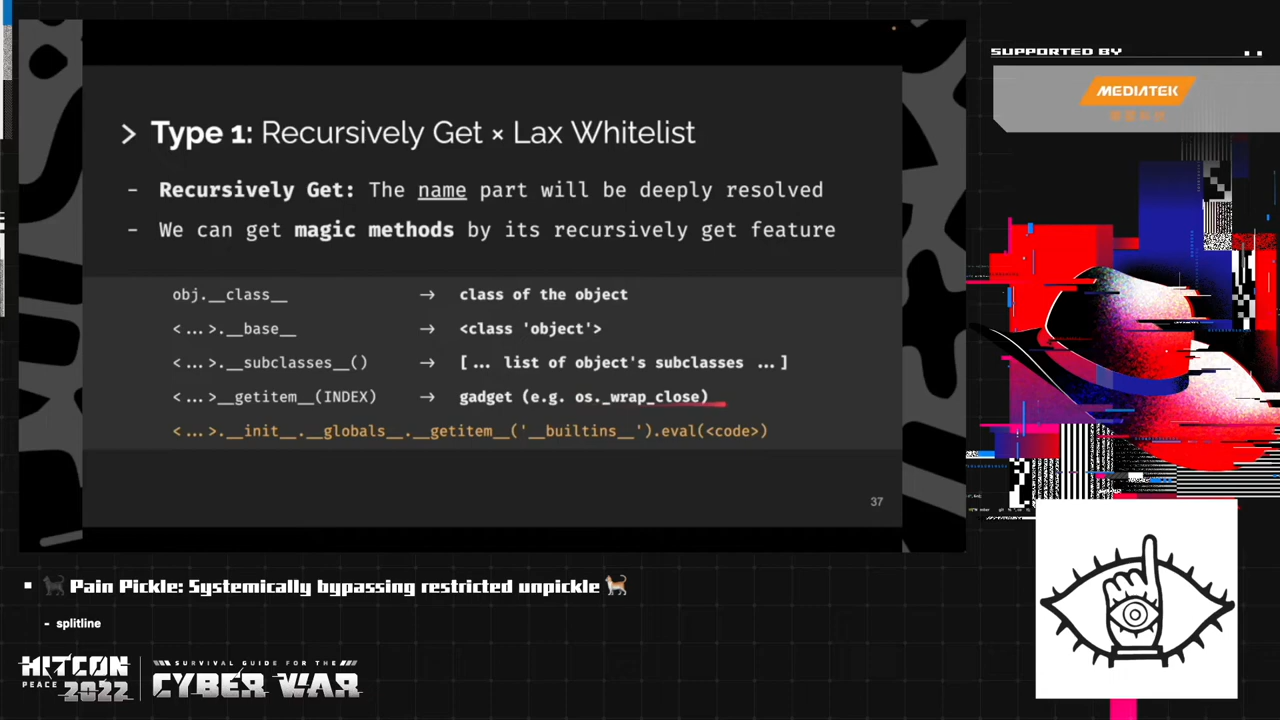 SUPPORTED BY
MEDIATEK
> Type 1: Recursively Get × Lax Whitelist
- Recursively Get: The name part will be deeply resolved
- We can get magic methods by its recursively get feature
obj.__class__ → class of the object
<...>.__base__ → <class 'object'>
<...>.__subclasses__() → [... list of object's subclasses ...]
<...>__getitem__(INDEX) → gadget (e.g. os._wrap_close)
<...>.__init__.__globals__.__getitem__('__builtins__').eval(<code>)
37
🐈‍⬛ Pain Pickle: Systemically bypassing restricted unpickle 🐈
- splitline
HITCON PEACE 2022
SURVIVAL GUIDE FOR THE
CYBER WAR